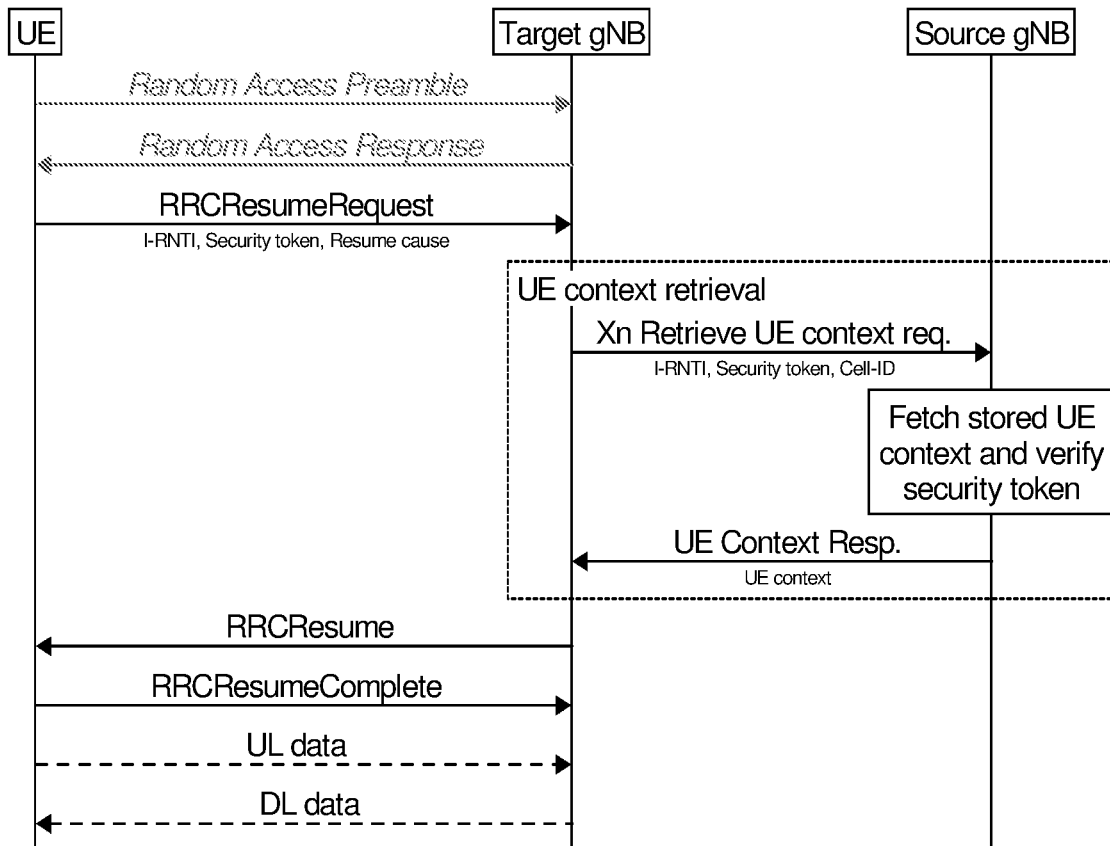 UE
Target gNB
Source gNB
Random Access Preamble
Random Access Response
RRCResumeRequest
I-RNTI, Security token, Resume cause
UE context retrieval
Xn Retrieve UE context req.
I-RNTI, Security token, Cell-ID
Fetch stored UE
context and verify
security token
UE Context Resp.
UE context
RRCResume
RRCResumeComplete
UL data
DL data